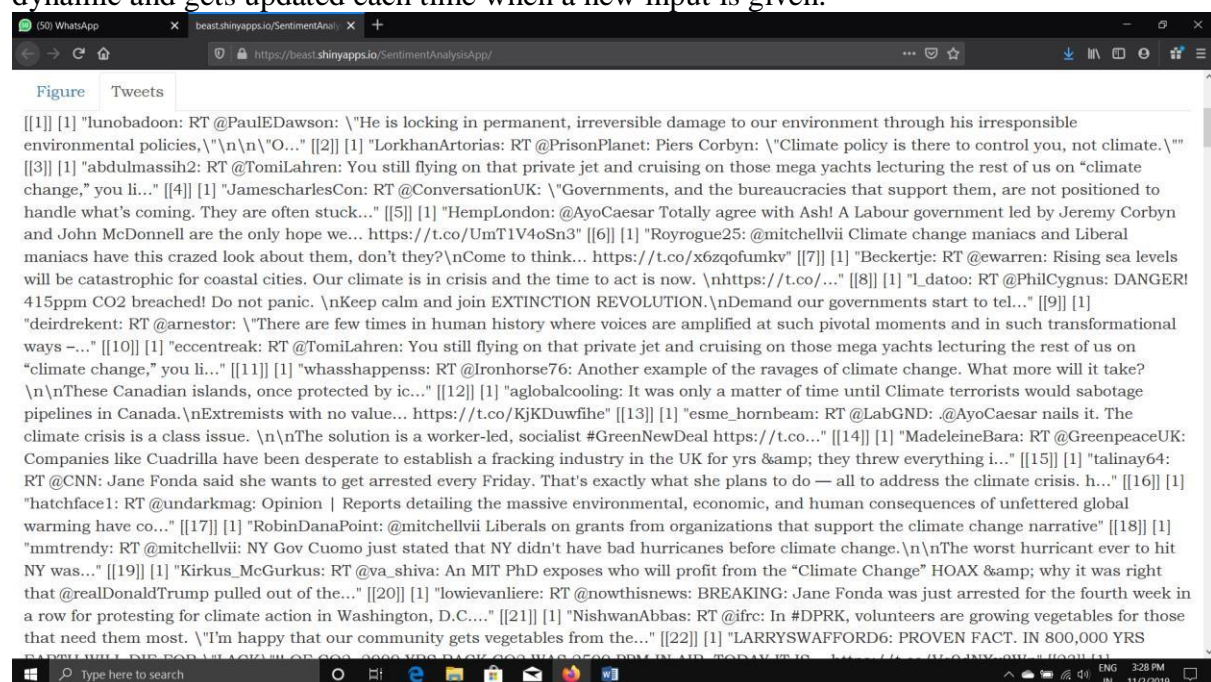 dynamic and gets updated each time when a new input is given.
(50) WhatsApp
beast.shinyapps.io/SentimentAnaly
https://beast.shinyapps.io/SentimentAnalysisApp/
Figure Tweets
[[1]] [1] "lunobadoon: RT @PaulEDawson: \"He is locking in permanent, irreversible damage to our environment through his irresponsible
environmental policies,\"\n\n\"O..." [[2]] [1] "LorkhanArtorias: RT @PrisonPlanet: Piers Corbyn: \"Climate policy is there to control you, not climate.\""
[[3]] [1] "abdulmassih2: RT @TomiLahren: You still flying on that private jet and cruising on those mega yachts lecturing the rest of us on “climate
change,” you li..." [[4]] [1] "JamescharlesCon: RT @ConversationUK: \"Governments, and the bureaucracies that support them, are not positioned to
handle what’s coming. They are often stuck..." [[5]] [1] "HempLondon: @AyoCaesar Totally agree with Ash! A Labour government led by Jeremy Corbyn
and John McDonnell are the only hope we... https://t.co/UmT1V4oSn3" [[6]] [1] "Royrogue25: @mitchellvii Climate change maniacs and Liberal
maniacs have this crazed look about them, don’t they?\nCome to think... https://t.co/x6zqofumkv" [[7]] [1] "Beckertje: RT @ewarren: Rising sea levels
will be catastrophic for coastal cities. Our climate is in crisis and the time to act is now. \nhttps://t.co/..." [[8]] [1] "l_datoo: RT @PhilCygnus: DANGER!
415ppm CO2 breached! Do not panic. \nKeep calm and join EXTINCTION REVOLUTION.\nDemand our governments start to tel..." [[9]] [1]
"deirdrekent: RT @arnestor: \"There are few times in human history where voices are amplified at such pivotal moments and in such transformational
ways –..." [[10]] [1] "eccentreak: RT @TomiLahren: You still flying on that private jet and cruising on those mega yachts lecturing the rest of us on
“climate change,” you li..." [[11]] [1] "whasshappenss: RT @Ironhorse76: Another example of the ravages of climate change. What more will it take?
\n\nThese Canadian islands, once protected by ic..." [[12]] [1] "aglobalcooling: It was only a matter of time until Climate terrorists would sabotage
pipelines in Canada.\nExtremists with no value... https://t.co/KjKDuwfihe" [[13]] [1] "esme_hornbeam: RT @LabGND: .@AyoCaesar nails it. The
climate crisis is a class issue. \n\nThe solution is a worker-led, socialist #GreenNewDeal https://t.co..." [[14]] [1] "MadeleineBara: RT @GreenpeaceUK:
Companies like Cuadrilla have been desperate to establish a fracking industry in the UK for yrs &amp; they threw everything i..." [[15]] [1] "talinay64:
RT @CNN: Jane Fonda said she wants to get arrested every Friday. That's exactly what she plans to do — all to address the climate crisis. h..." [[16]] [1]
"hatchface1: RT @undarkmag: Opinion | Reports detailing the massive environmental, economic, and human consequences of unfettered global
warming have co..." [[17]] [1] "RobinDanaPoint: @mitchellvii Liberals on grants from organizations that support the climate change narrative" [[18]] [1]
"mmtrendy: RT @mitchellvii: NY Gov Cuomo just stated that NY didn't have bad hurricanes before climate change.\n\nThe worst hurricant ever to hit
NY was..." [[19]] [1] "Kirkus_McGurkus: RT @va_shiva: An MIT PhD exposes who will profit from the “Climate Change” HOAX &amp; why it was right
that @realDonaldTrump pulled out of the..." [[20]] [1] "lowievanliere: RT @nowthisnews: BREAKING: Jane Fonda was just arrested for the fourth week in
a row for protesting for climate action in Washington, D.C...." [[21]] [1] "NishwanAbbas: RT @ifrc: In #DPRK, volunteers are growing vegetables for those
that need them most. \"I'm happy that our community gets vegetables from the..." [[22]] [1] "LARRYSWAFFORD6: PROVEN FACT. IN 800,000 YRS
Type here to search
ENG 3:28 PM
IN 11/2/2019